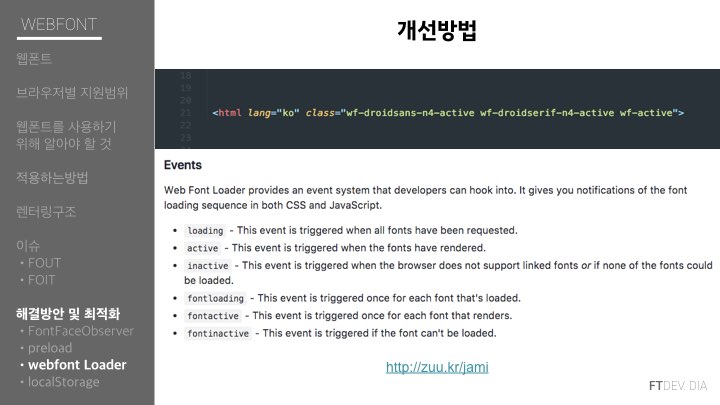 WEBFONT
웹폰트
브라우저별 지원범위
웹폰트를 사용하기
위해 알아야 할 것
적용하는방법
렌터링구조
이슈
• FOUT
• FOIT
해결방안 및 최적화
• FontFaceObserver
• preload
• webfont Loader
• localStorage
개선방법
18
19
20
21 <html lang="ko" class="wf-droidsans-n4-active wf-droidserif-n4-active wf-active">
22
23
Events
Web Font Loader provides an event system that developers can hook into. It gives you notifications of the font
loading sequence in both CSS and JavaScript.
• loading - This event is triggered when all fonts have been requested.
• active - This event is triggered when the fonts have rendered.
• inactive - This event is triggered when the browser does not support linked fonts or if none of the fonts could
be loaded.
• fontloading - This event is triggered once for each font that's loaded.
• fontactive - This event is triggered once for each font that renders.
• fontinactive - This event is triggered if the font can't be loaded.
http://zuu.kr/jami
FTDEV. DIA